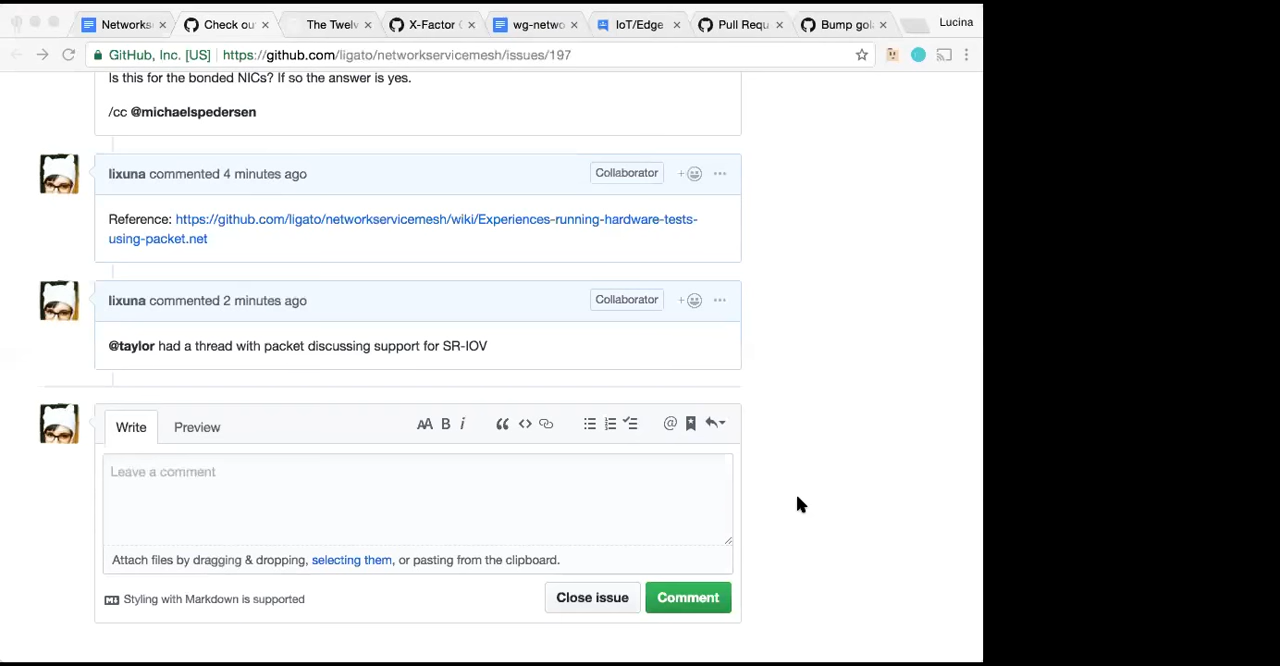 Networks
Check ou
The Twel
X-Factor
wg-netwo
IoT/Edge
Pull Requ
Bump gol
Lucina
GitHub, Inc. [US]
https://github.com/ligato/networkservicemesh/issues/197
Is this for the bonded NICs? If so the answer is yes.
/cc @michaelspedersen
lixuna commented 4 minutes ago
Collaborator
Reference: https://github.com/ligato/networkservicemesh/wiki/Experiences-running-hardware-tests-
using-packet.net
lixuna commented 2 minutes ago
Collaborator
@taylor had a thread with packet discussing support for SR-IOV
Write
Preview
AA B i
Leave a comment
Attach files by dragging & dropping, selecting them, or pasting from the clipboard.
Styling with Markdown is supported
Close issue
Comment